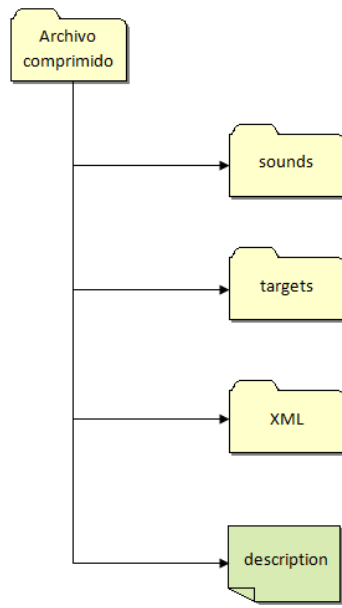 Archivo
comprimido
sounds
targets
XML
description